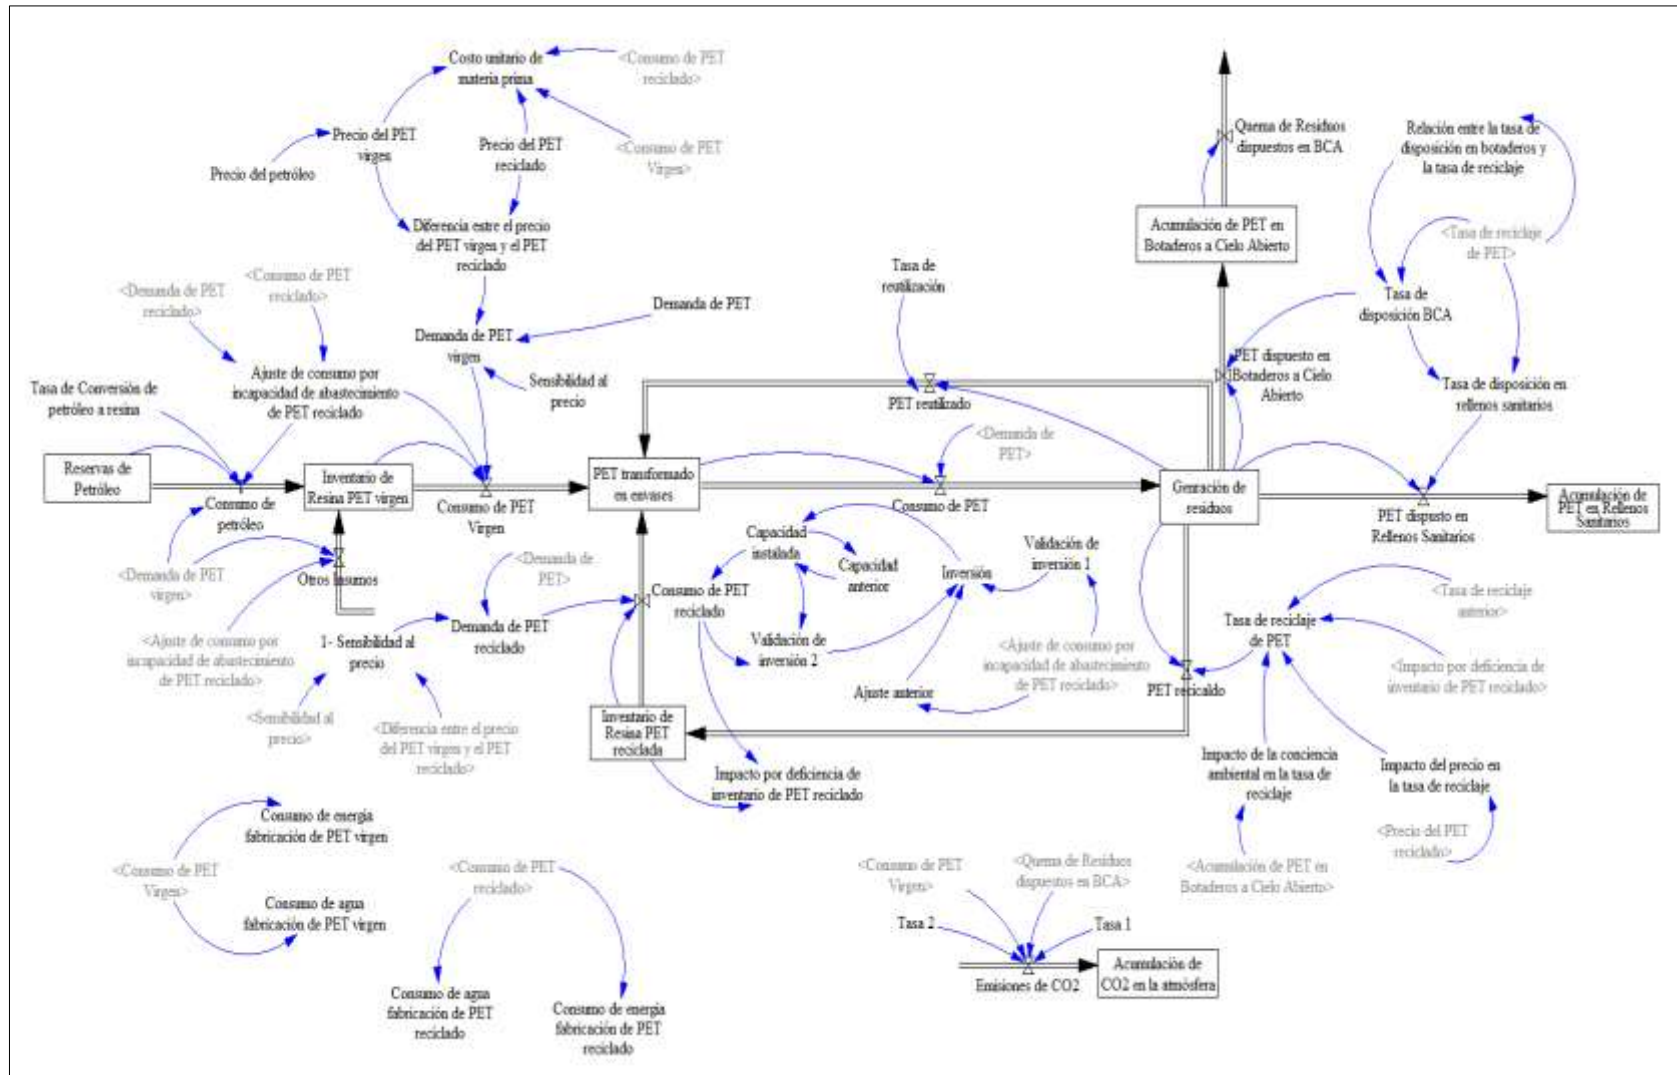 Costo unitario de
materia prima
<Consumo de PET
reciclado>
Precio del PET
virgen
Precio del PET
reciclado
<Consumo de PET
Virgen>
Precio del petróleo
Diferencia entre el precio
del PET virgen y el PET
reciclado
Quema de Residuos
dispuestos en BCA
Relación entre la tasa de
disposición en botaderos y
la tasa de reciclaje
Acumulación de PET en
Botaderos a Cielo Abierto
<Tasa de reciclaje
de PET>
<Demanda de PET
reciclado>
<Consumo de PET
reciclado>
Tasa de
reutilización
Demanda de PET
Tasa de
disposición BCA
Demanda de PET
virgen
Ajuste de consumo por
incapacidad de abastecimiento
de PET reciclado
Tasa de Conversión de
petróleo a resina
Sensibilidad al
precio
PET reutilizado
PET dispuesto en
Botaderos a Cielo
Abierto
Tasa de disposición en
rellenos sanitarios
<Demanda de
PET>
Reservas de
Petróleo
Inventario de
Resina PET virgen
PET transformado
en envases
Genración de
residuos
Acumulación de
PET en Rellenos
Sanitarios
Consumo de
petróleo
Consumo de PET
Virgen
Consumo de PET
PET dispusto en
Rellenos Sanitarios
Capacidad
instalada
Capacidad
anterior
Inversión
Validación de
inversión 1
<Demanda de PET
virgen>
Otros Insumos
<Demanda de
PET>
Consumo de PET
reciclado
<Tasa de reciclaje
anterior>
<Ajuste de consumo por
incapacidad de abastecimiento
de PET reciclado>
1- Sensibilidad al
precio
Demanda de PET
reciclado
Validación de
inversión 2
<Ajuste de consumo por
incapacidad de abastecimiento
de PET reciclado>
Tasa de reciclaje
de PET
<Impacto por deficiencia de
inventario de PET reciclado>
Ajuste anterior
PET recicaldo
<Sensibilidad al
precio>
<Diferencia entre el precio
del PET virgen y el PET
reciclado>
Inventario de
Resina PET
reciclada
Impacto por deficiencia de
inventario de PET reciclado
Impacto de la conciencia
ambiental en la tasa de
reciclaje
Impacto del precio en
la tasa de reciclaje
Consumo de energía
fabricación de PET virgen
<Consumo de PET
Virgen>
Consumo de agua
fabricación de PET virgen
<Consumo de PET
reciclado>
Consumo de agua
fabricación de PET
reciclado
Consumo de energía
fabricación de PET
reciclado
<Consumo de PET
Virgen>
<Quema de Residuos
dispuestos en BCA>
<Acumulación de PET en
Botaderos a Cielo Abierto>
<Precio del PET
reciclado>
Tasa 2
Tasa 1
Emisiones de CO2
Acumulación de
CO2 en la atmósfera